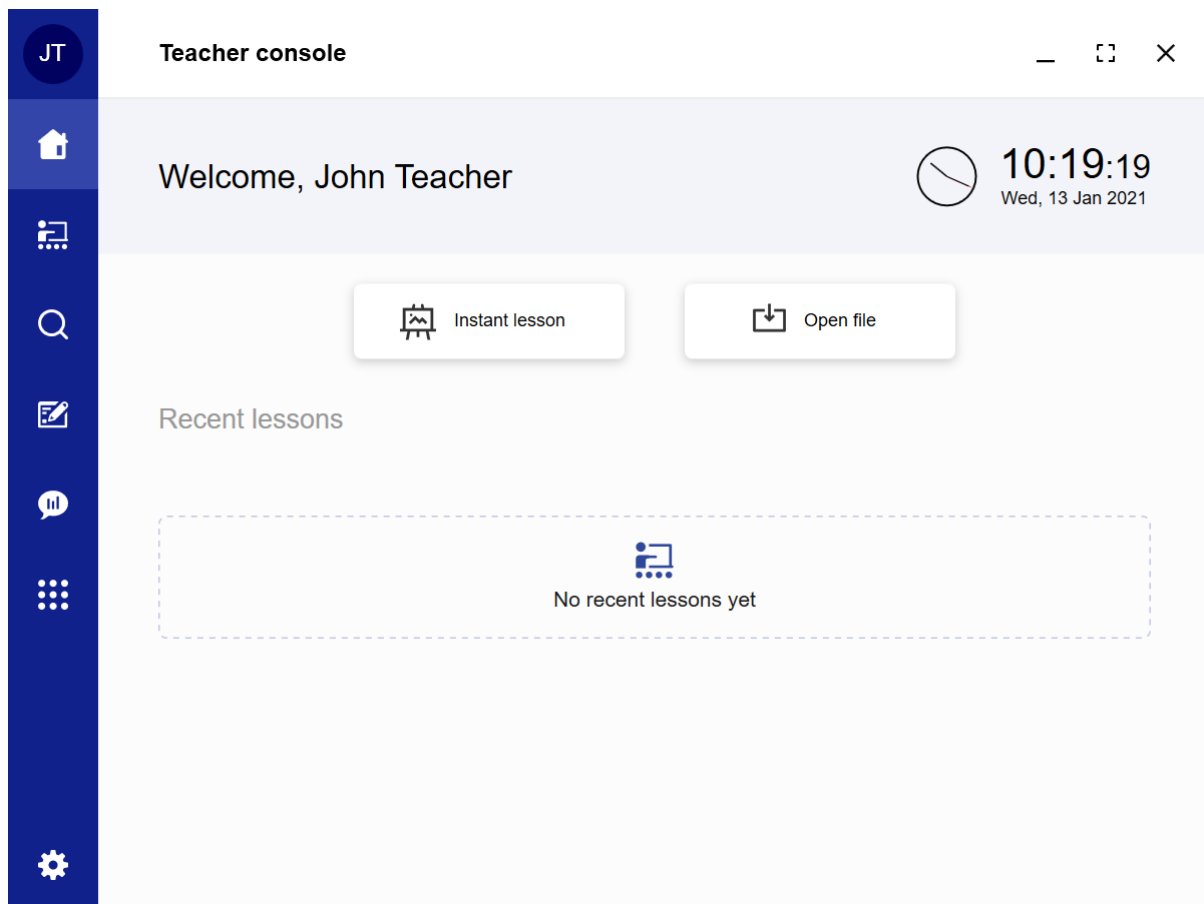 JT
Teacher console
Welcome, John Teacher
10:19:19
Wed, 13 Jan 2021
Instant lesson
Open file
Recent lessons
No recent lessons yet